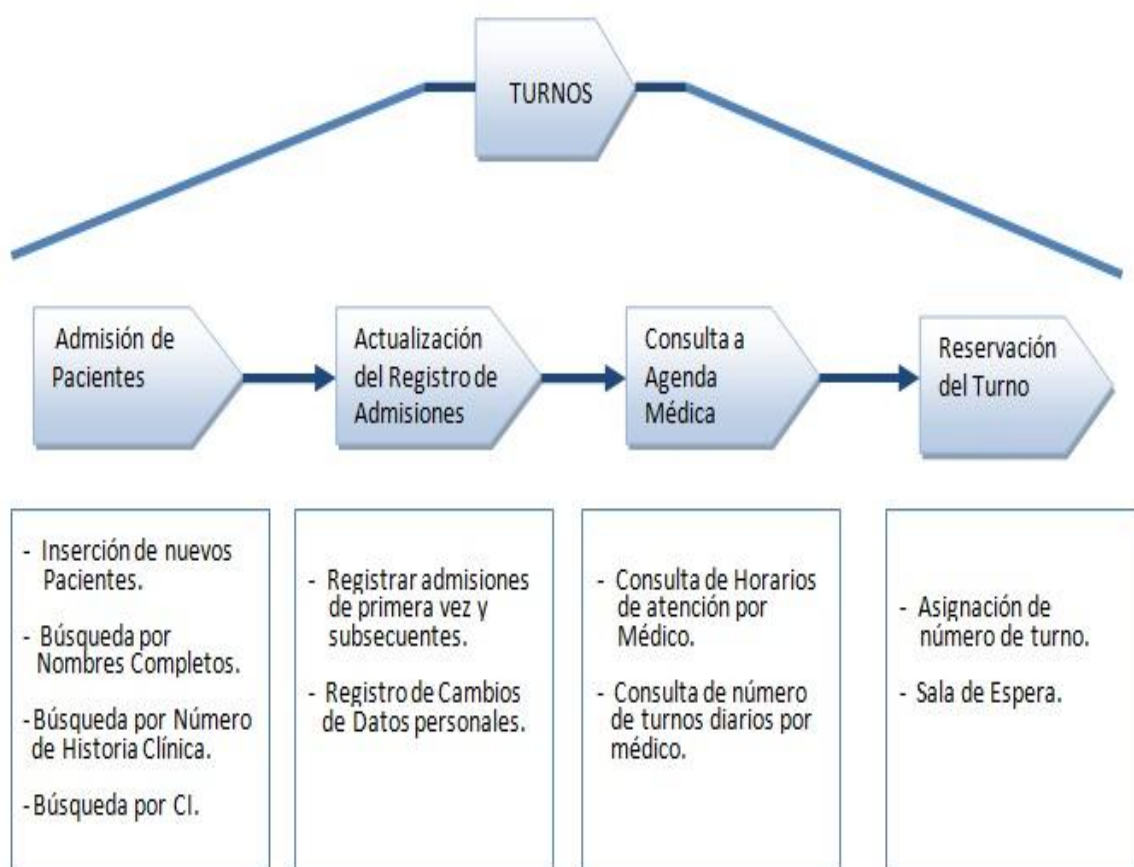 TURNOS
Admisión de
Pacientes
Actualización
del Registro de
Admisiones
Consulta a
Agenda
Médica
Reservación
del Turno
- Inserción de nuevos
Pacientes.
- Búsqueda por
Nombres Completos.
-Búsqueda por Número
de Historia Clínica.
-Búsqueda por CI.
- Registrar admisiones
de primera vez y
subsecuentes.
- Registro de Cambios
de Datos personales.
- Consulta de Horarios
de atención por
Médico.
- Consulta de número
de turnos diarios por
médico.
- Asignación de
número de turno.
- Sala de Espera.